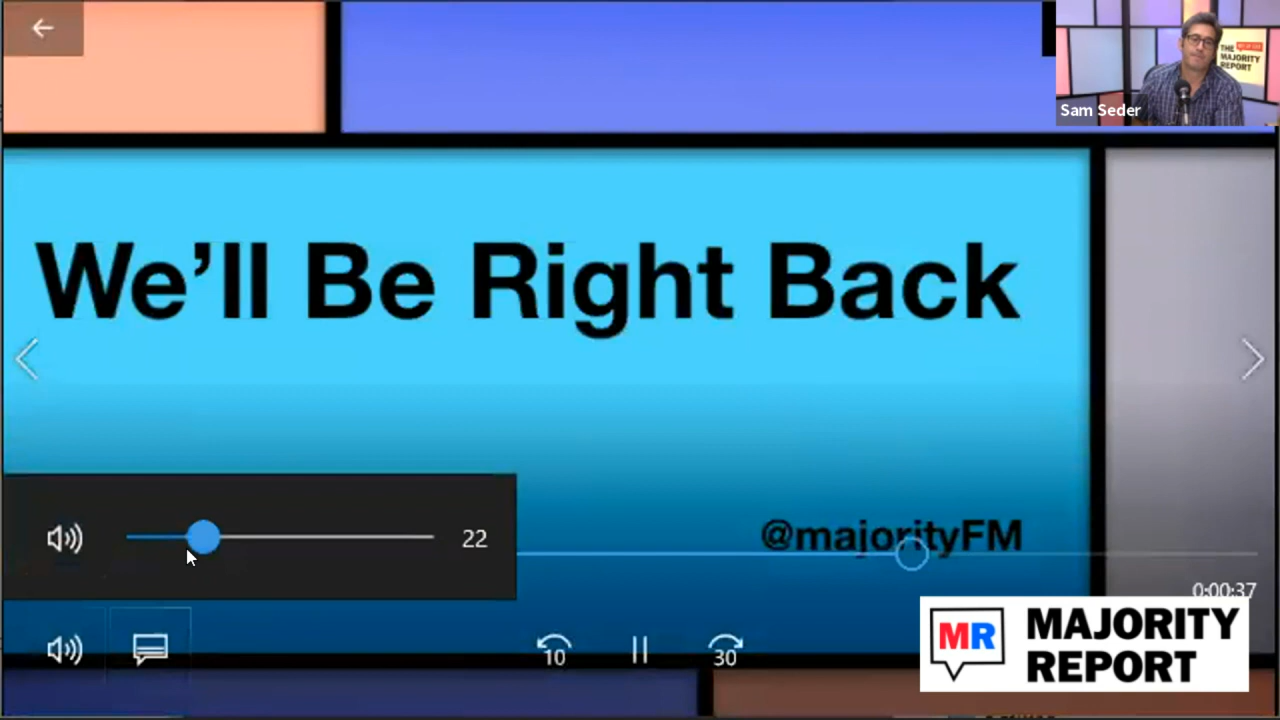 THE
MAJORITY
REPORT
Sam Seder
We’ll Be Right Back
@majorityFM
22
0:00:37
10
30
MR
MAJORITY
REPORT